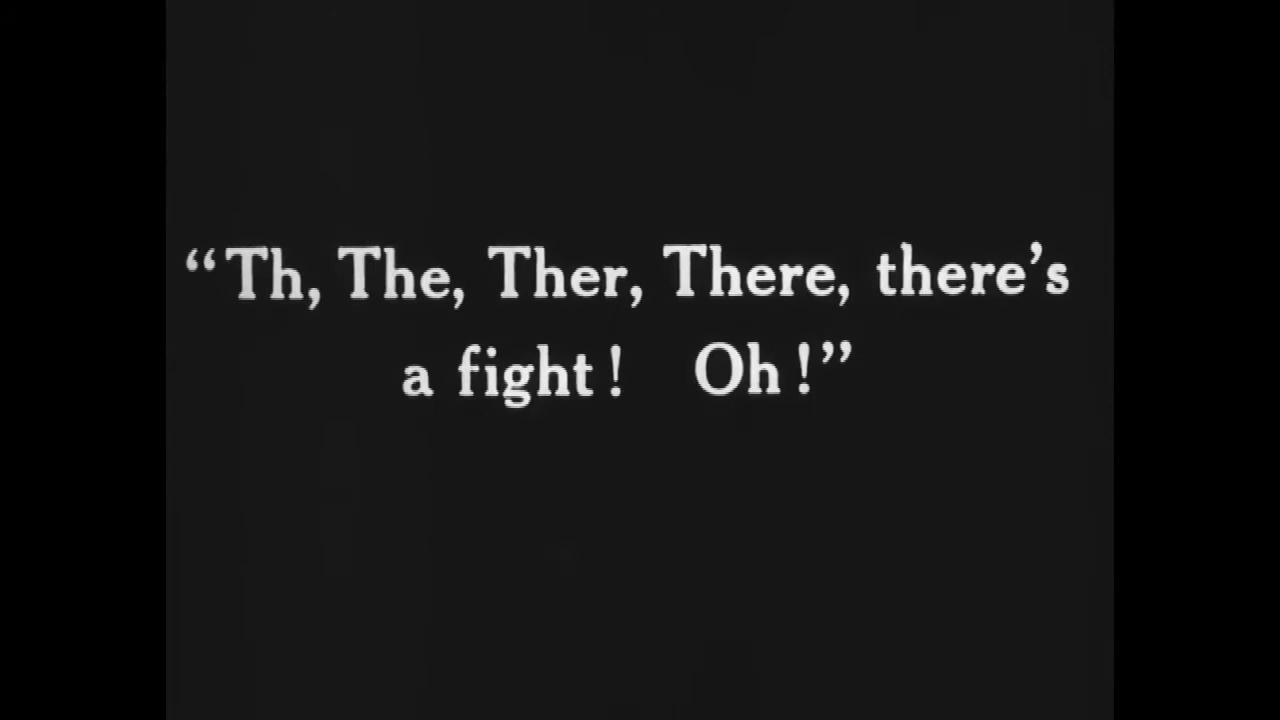 “Th, The, Ther, There, there’s
a fight! Oh!”